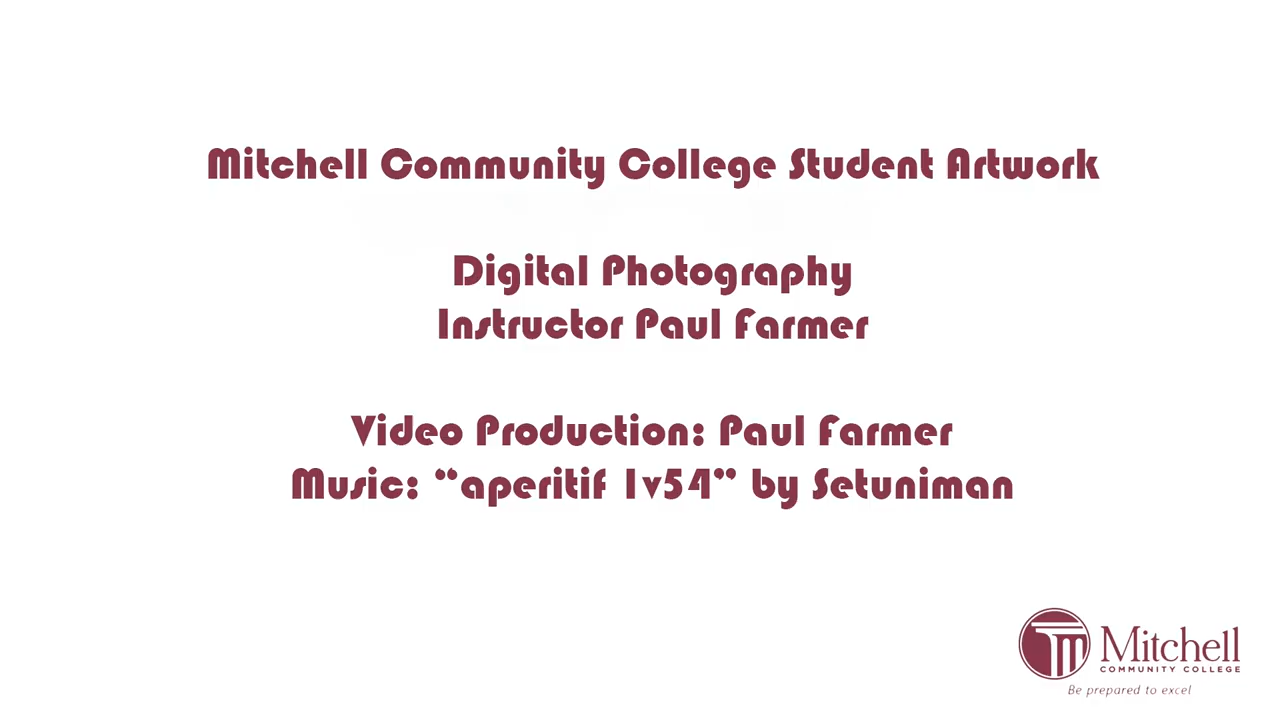 Mitchell Community College Student Artwork
Digital Photography
Instructor Paul Farmer
Video Production: Paul Farmer
Music: “aperitif 1v54” by Setuniman
Mitchell
COMMUNITY COLLEGE
Be prepared to excel